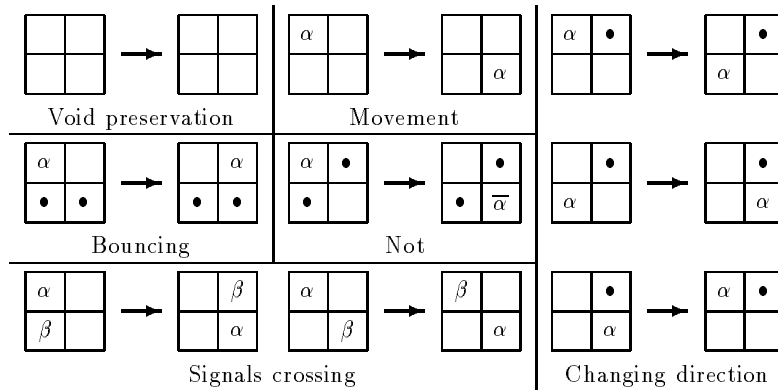 α α
α α
Void preservation Movement
α α α α̅
α α
Bouncing Not
α β α β α α
β α β α α
Signals crossing Changing direction